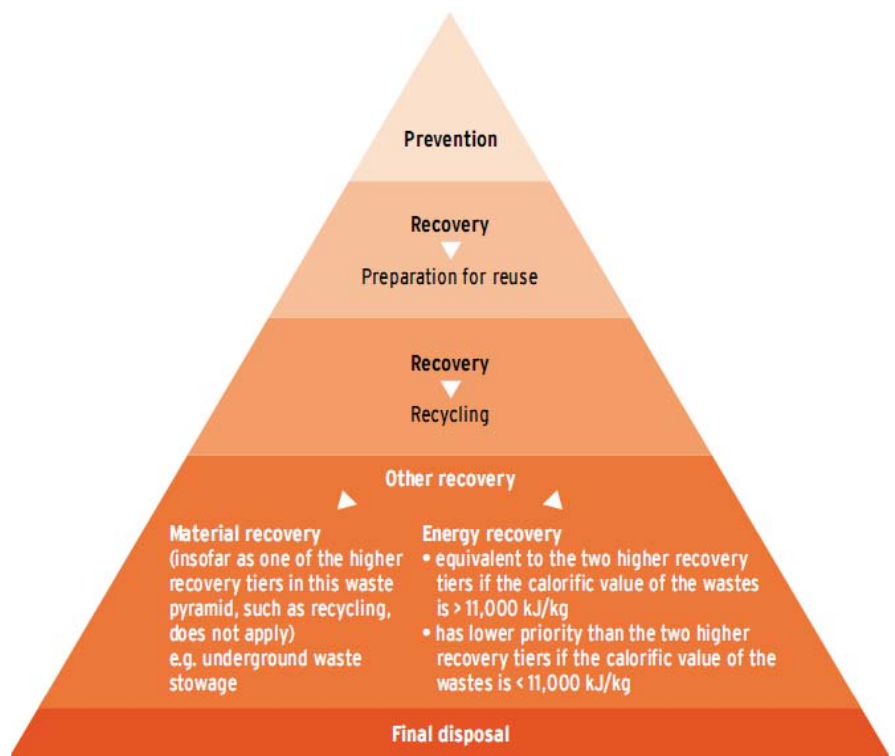 Prevention
Recovery
Preparation for reuse
Recovery
Recycling
Other recovery
Material recovery
(insofar as one of the higher
recovery tiers in this waste
pyramid, such as recycling,
does not apply)
e.g. underground waste
stowage
Energy recovery
• equivalent to the two higher recovery
tiers if the calorific value of the wastes
is > 11,000 kJ/kg
• has lower priority than the two higher
recovery tiers if the calorific value of the
wastes is < 11,000 kJ/kg
Final disposal